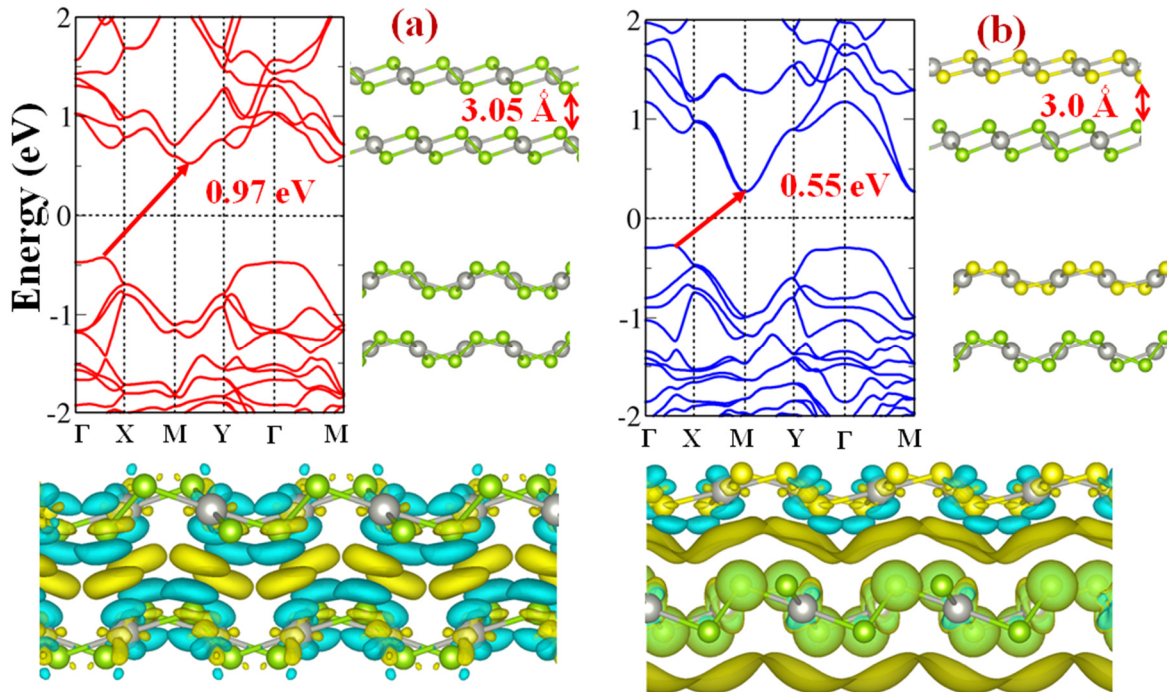 (a)
Energy (eV)
2
1
0
-1
-2
0.97 eV
3.05 Å
Γ X M Y Γ M
(b)
2
1
0
-1
-2
0.55 eV
3.0 Å
Γ X M Y Γ M